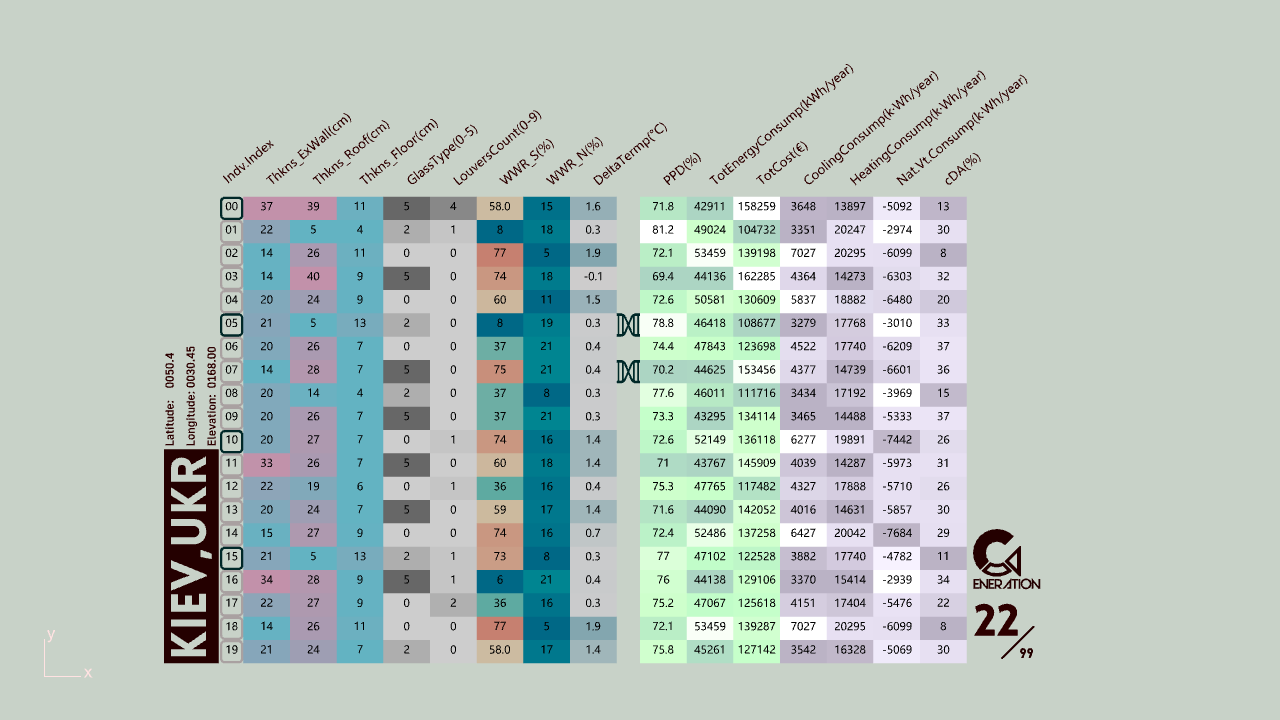 Indv.Index Thkns_ExWall(cm) Thkns_Roof(cm) Thkns_Floor(cm) GlassType(0-5) LouversCount(0-9) WWR_S(%) WWR_N(%) DeltaTermp(°C) PPD(%) TotEnergyConsump(kWh/year) TotCost(€) CoolingConsump(k·Wh/year) HeatingConsump(k·Wh/year) Nat.Vt.Consump(k·Wh/year) cDA(%)
00 37 39 11 5 4 58.0 15 1.6 71.8 42911 158259 3648 13897 -5092 13
01 22 5 4 2 1 8 18 0.3 81.2 49024 104732 3351 20247 -2974 30
02 14 26 11 0 0 77 5 1.9 72.1 53459 139198 7027 20295 -6099 8
03 14 40 9 5 0 74 18 -0.1 69.4 44136 162285 4364 14273 -6303 32
04 20 24 9 0 0 60 11 1.5 72.6 50581 130609 5837 18882 -6480 20
05 21 5 13 2 0 8 19 0.3 78.8 46418 108677 3279 17768 -3010 33
06 20 26 7 0 0 37 21 0.4 74.4 47843 123698 4522 17740 -6209 37
07 14 28 7 5 0 75 21 0.4 70.2 44625 153456 4377 14739 -6601 36
08 20 14 4 2 0 37 8 0.3 77.6 46011 111716 3434 17192 -3969 15
09 20 26 7 5 0 37 21 0.3 73.3 43295 134114 3465 14488 -5333 37
10 20 27 7 0 1 74 16 1.4 72.6 52149 136118 6277 19891 -7442 26
11 33 26 7 5 0 60 18 1.4 71 43767 145909 4039 14287 -5973 31
12 22 19 6 0 1 36 16 0.4 75.3 47765 117482 4327 17888 -5710 26
13 20 24 7 5 0 59 17 1.4 71.6 44090 142052 4016 14631 -5857 30
14 15 27 9 0 0 74 16 0.7 72.4 52486 137258 6427 20042 -7684 29
15 21 5 13 2 1 73 8 0.3 77 47102 122528 3882 17740 -4782 11
16 34 28 9 5 1 6 21 0.4 76 44138 129106 3370 15414 -2939 34
17 22 27 9 0 2 36 16 0.3 75.2 47067 125618 4151 17404 -5476 22
18 14 26 11 0 0 77 5 1.9 72.1 53459 139287 7027 20295 -6099 8
19 21 24 7 2 0 58.0 17 1.4 75.8 45261 127142 3542 16328 -5069 30
Latitude: 0050.4
Longitude: 0030.45
Elevation: 0168.00
KIEV,UKR
GENERATION
22/99
y
x